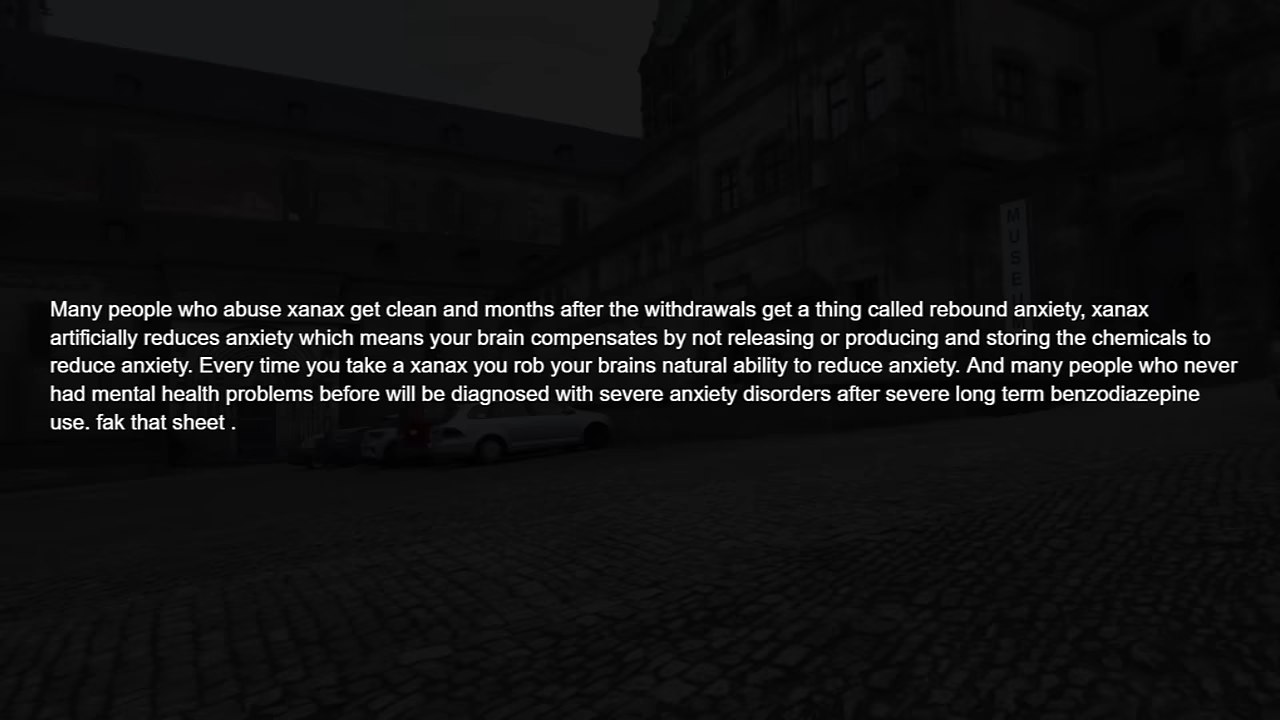 MUSEU
Many people who abuse xanax get clean and months after the withdrawals get a thing called rebound anxiety, xanax
artificially reduces anxiety which means your brain compensates by not releasing or producing and storing the chemicals to
reduce anxiety. Every time you take a xanax you rob your brains natural ability to reduce anxiety. And many people who never
had mental health problems before will be diagnosed with severe anxiety disorders after severe long term benzodiazepine
use. fak that sheet .